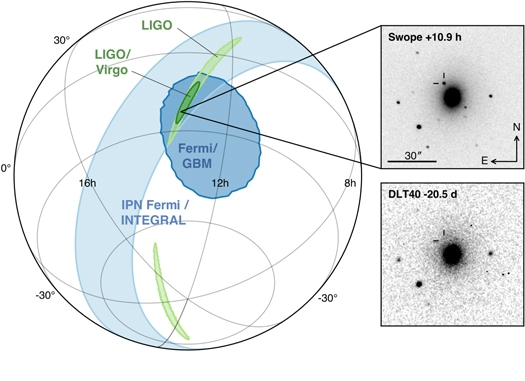 LIGO
LIGO/
Virgo
30°
Fermi/
GBM
0°
16h
12h
8h
IPN Fermi /
INTEGRAL
-30°
-30°
Swope +10.9 h
30″
N
E
DLT40 -20.5 d